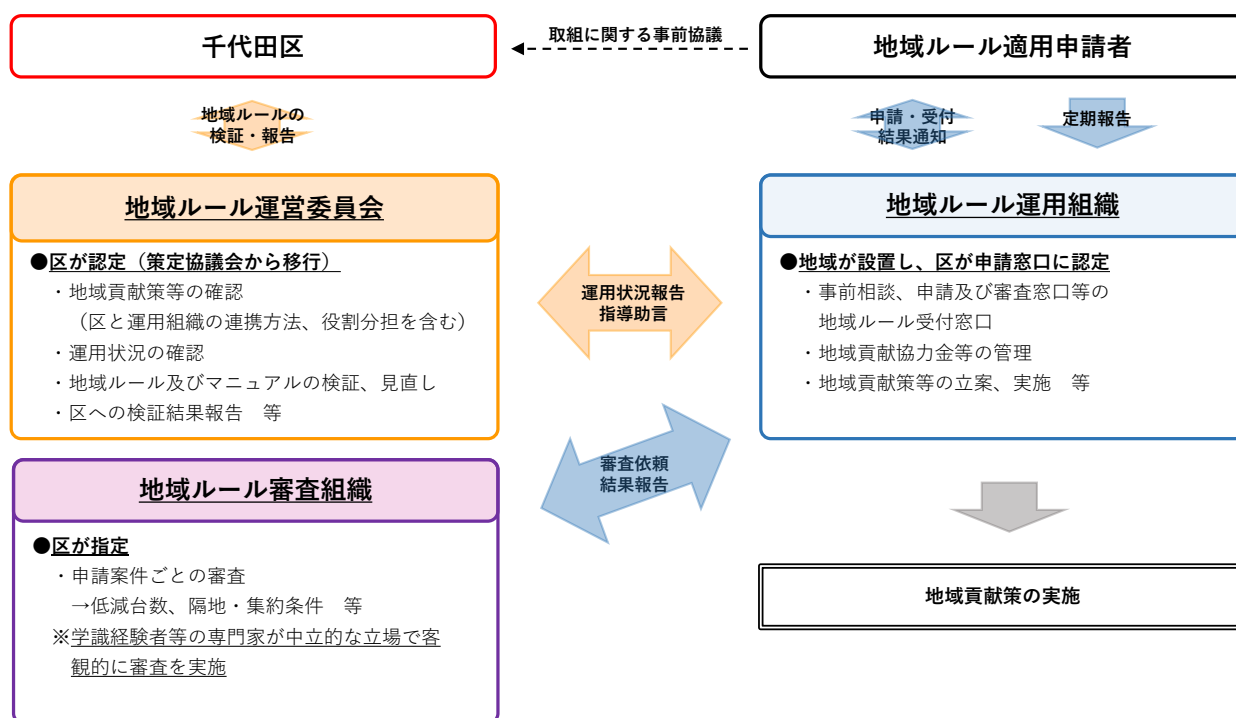 千代田区
取組に関する事前協議
地域ルール適用申請者
地域ルールの
検証・報告
申請・受付
結果通知
定期報告
地域ルール運営委員会
●区が認定（策定協議会から移行）
・地域貢献策等の確認
（区と運用組織の連携方法、役割分担を含む）
・運用状況の確認
・地域ルール及びマニュアルの検証、見直し
・区への検証結果報告　等
運用状況報告
指導助言
地域ルール運用組織
●地域が設置し、区が申請窓口に認定
・事前相談、申請及び審査窓口等の
地域ルール受付窓口
・地域貢献協力金等の管理
・地域貢献策等の立案、実施　等
地域ルール審査組織
●区が指定
・申請案件ごとの審査
→低減台数、隔地・集約条件　等
※学識経験者等の専門家が中立的な立場で客
観的に審査を実施
審査依頼
結果報告
地域貢献策の実施